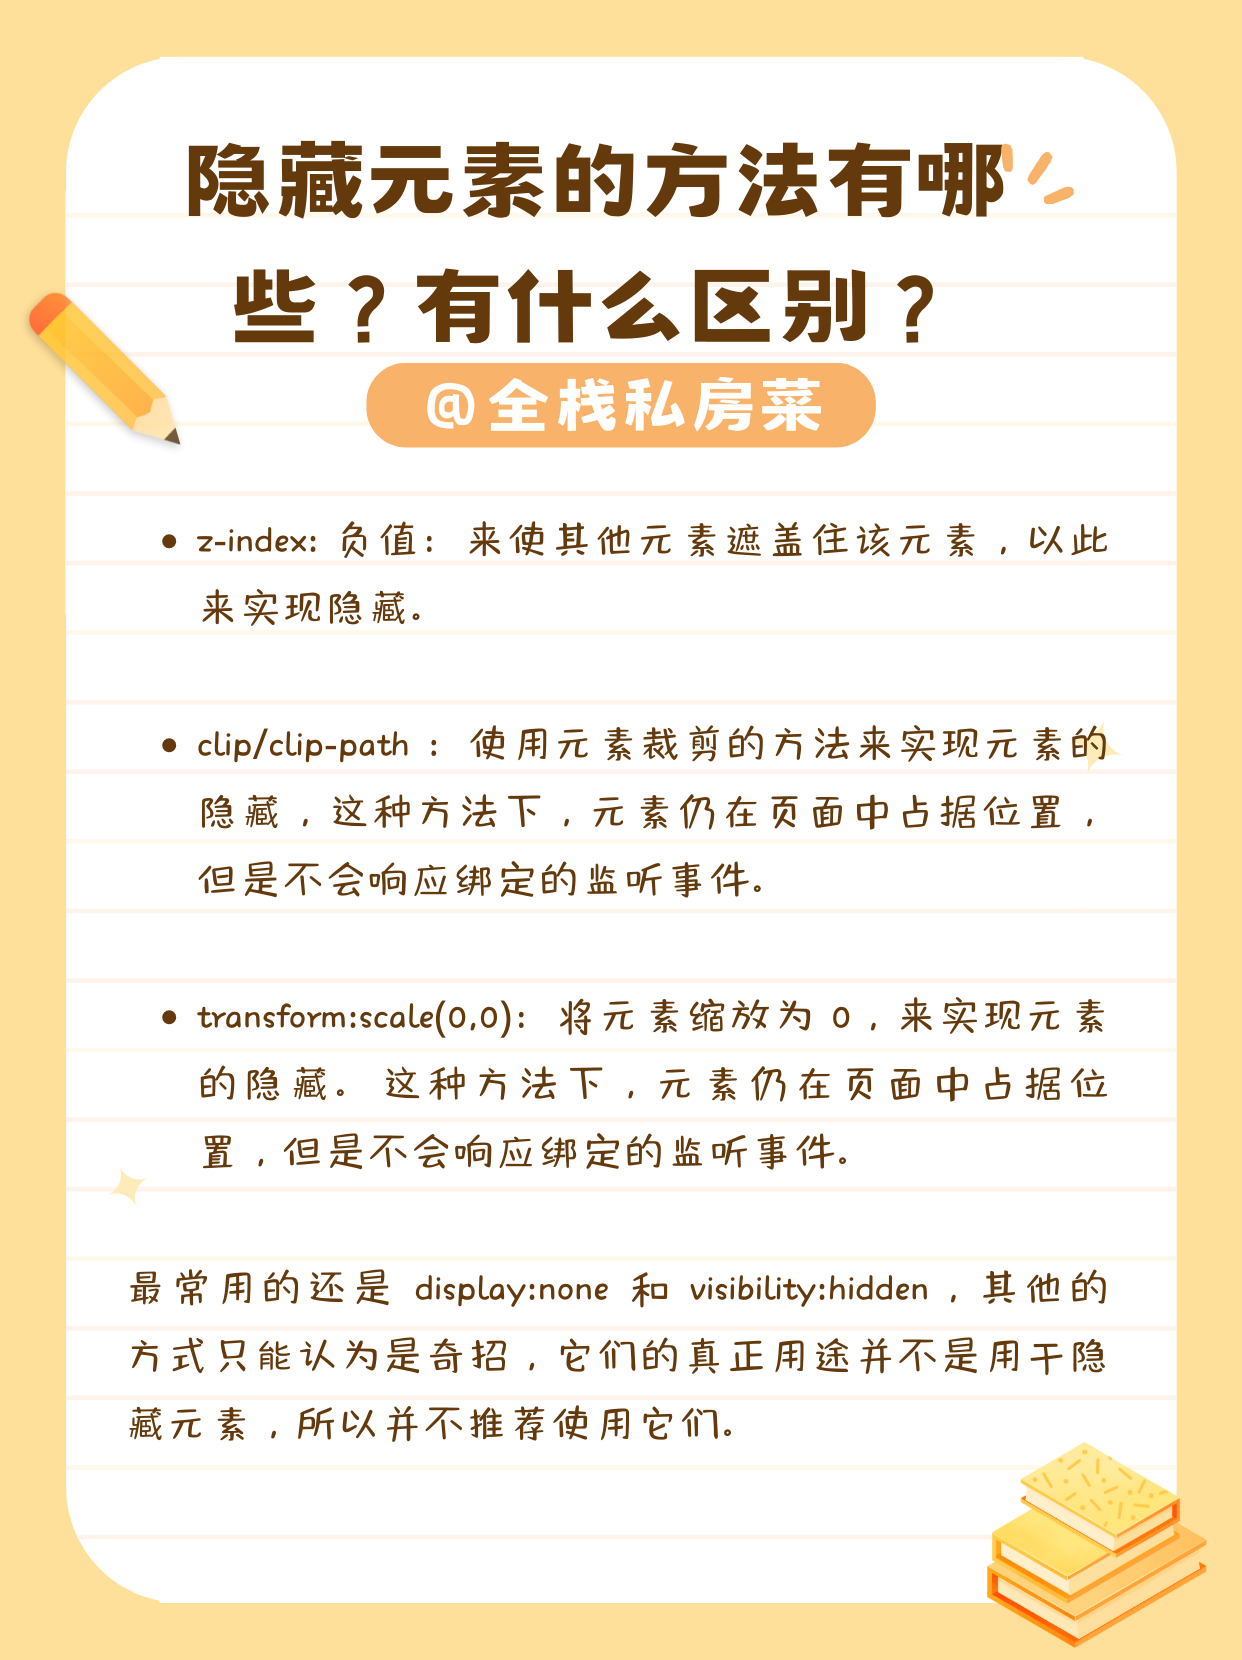 隐藏元素的方法有哪
些？有什么区别？
@全栈私房菜
• z-index: 负值： 来使其他元素遮盖住该元素，以此
来实现隐藏。
• clip/clip-path ：使用元素裁剪的方法来实现元素的
隐藏，这种方法下，元素仍在页面中占据位置，
但是不会响应绑定的监听事件。
• transform:scale(0,0)： 将元素缩放为 0，来实现元素
的隐藏。这种方法下，元素仍在页面中占据位
置，但是不会响应绑定的监听事件。
最常用的还是 display:none 和 visibility:hidden，其他的
方式只能认为是奇招，它们的真正用途并不是用于隐
藏元素，所以并不推荐使用它们。